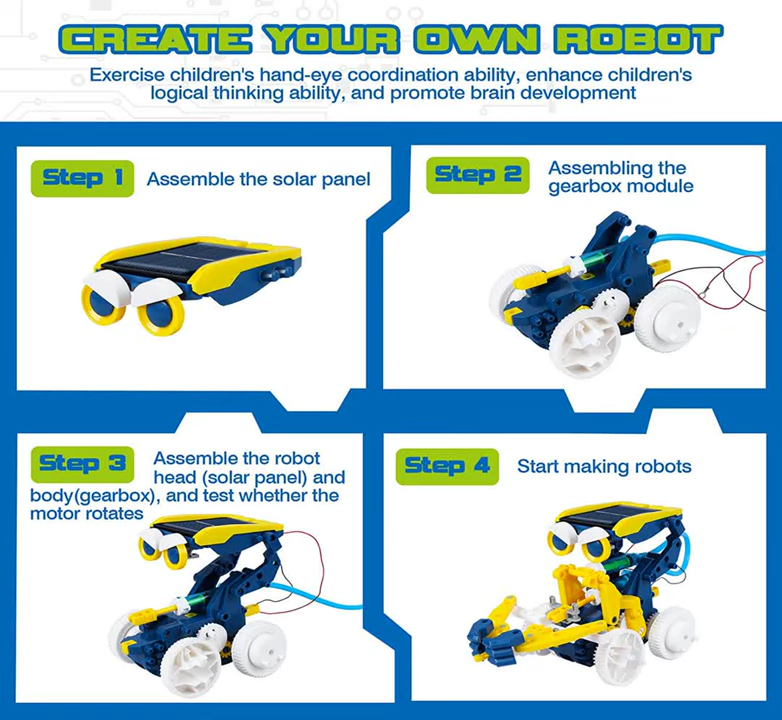 CREATE YOUR OWN ROBOT
Exercise children's hand-eye coordination ability, enhance children's
logical thinking ability, and promote brain development
Step 1
Assemble the solar panel
Step 2
Assembling the
gearbox module
Step 3
Assemble the robot
head (solar panel) and
body(gearbox), and test whether the
motor rotates
Step 4
Start making robots